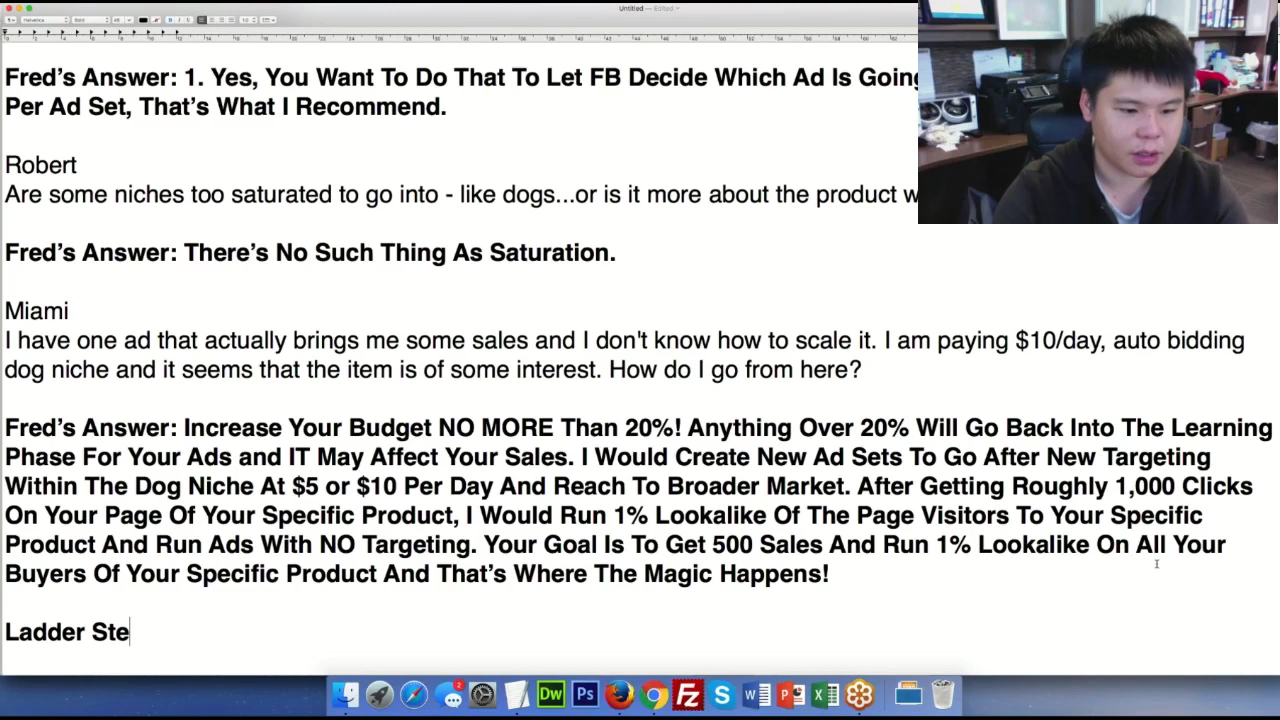 Untitled — Edited
Helvetica
Bold
Fred's Answer: 1. Yes, You Want To Do That To Let FB Decide Which Ad Is Going
Per Ad Set, That's What I Recommend.
Robert
Are some niches too saturated to go into - like dogs...or is it more about the product w
Fred's Answer: There's No Such Thing As Saturation.
Miami
I have one ad that actually brings me some sales and I don't know how to scale it. I am paying $10/day, auto bidding
dog niche and it seems that the item is of some interest. How do I go from here?
Fred's Answer: Increase Your Budget NO MORE Than 20%! Anything Over 20% Will Go Back Into The Learning
Phase For Your Ads and IT May Affect Your Sales. I Would Create New Ad Sets To Go After New Targeting
Within The Dog Niche At $5 or $10 Per Day And Reach To Broader Market. After Getting Roughly 1,000 Clicks
On Your Page Of Your Specific Product, I Would Run 1% Lookalike Of The Page Visitors To Your Specific
Product And Run Ads With NO Targeting. Your Goal Is To Get 500 Sales And Run 1% Lookalike On All Your
Buyers Of Your Specific Product And That's Where The Magic Happens!
Ladder Ste
2
Dw
Ps
Fz
S
W
P
X